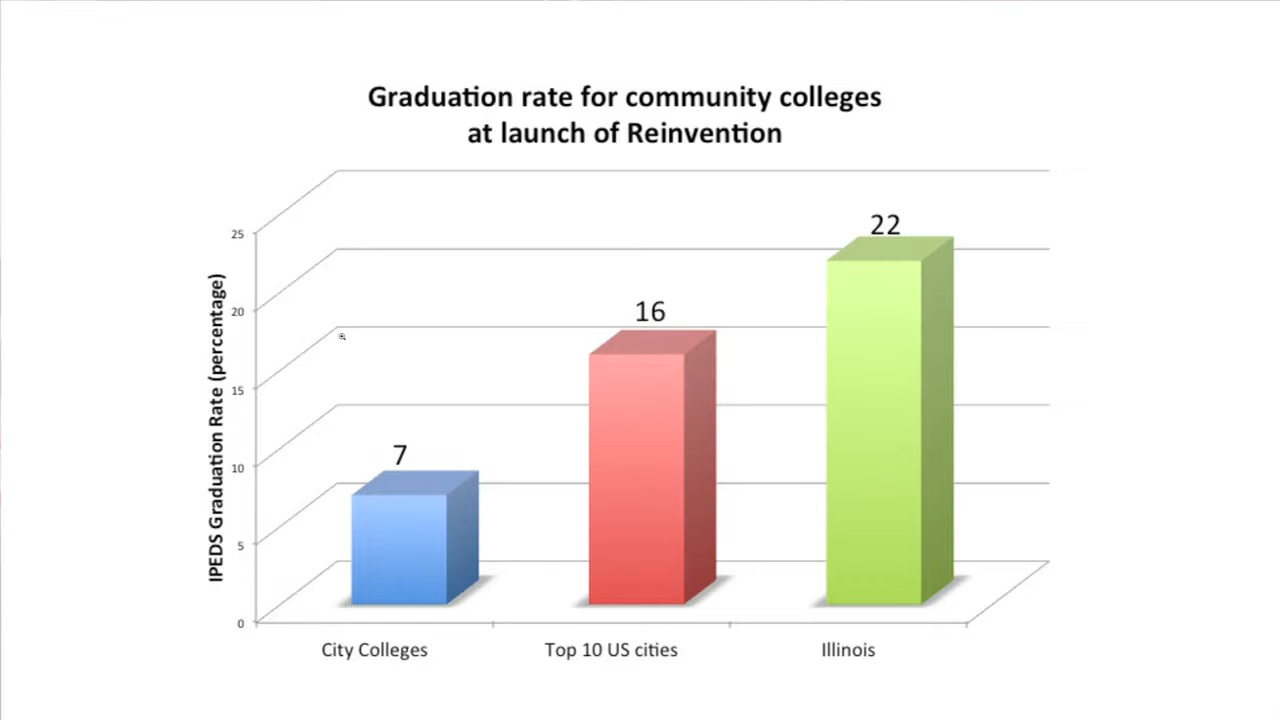 Graduation rate for community colleges
at launch of Reinvention
IPEDS Graduation Rate (percentage)
25
20
15
10
5
0
7
16
22
City Colleges
Top 10 US cities
Illinois